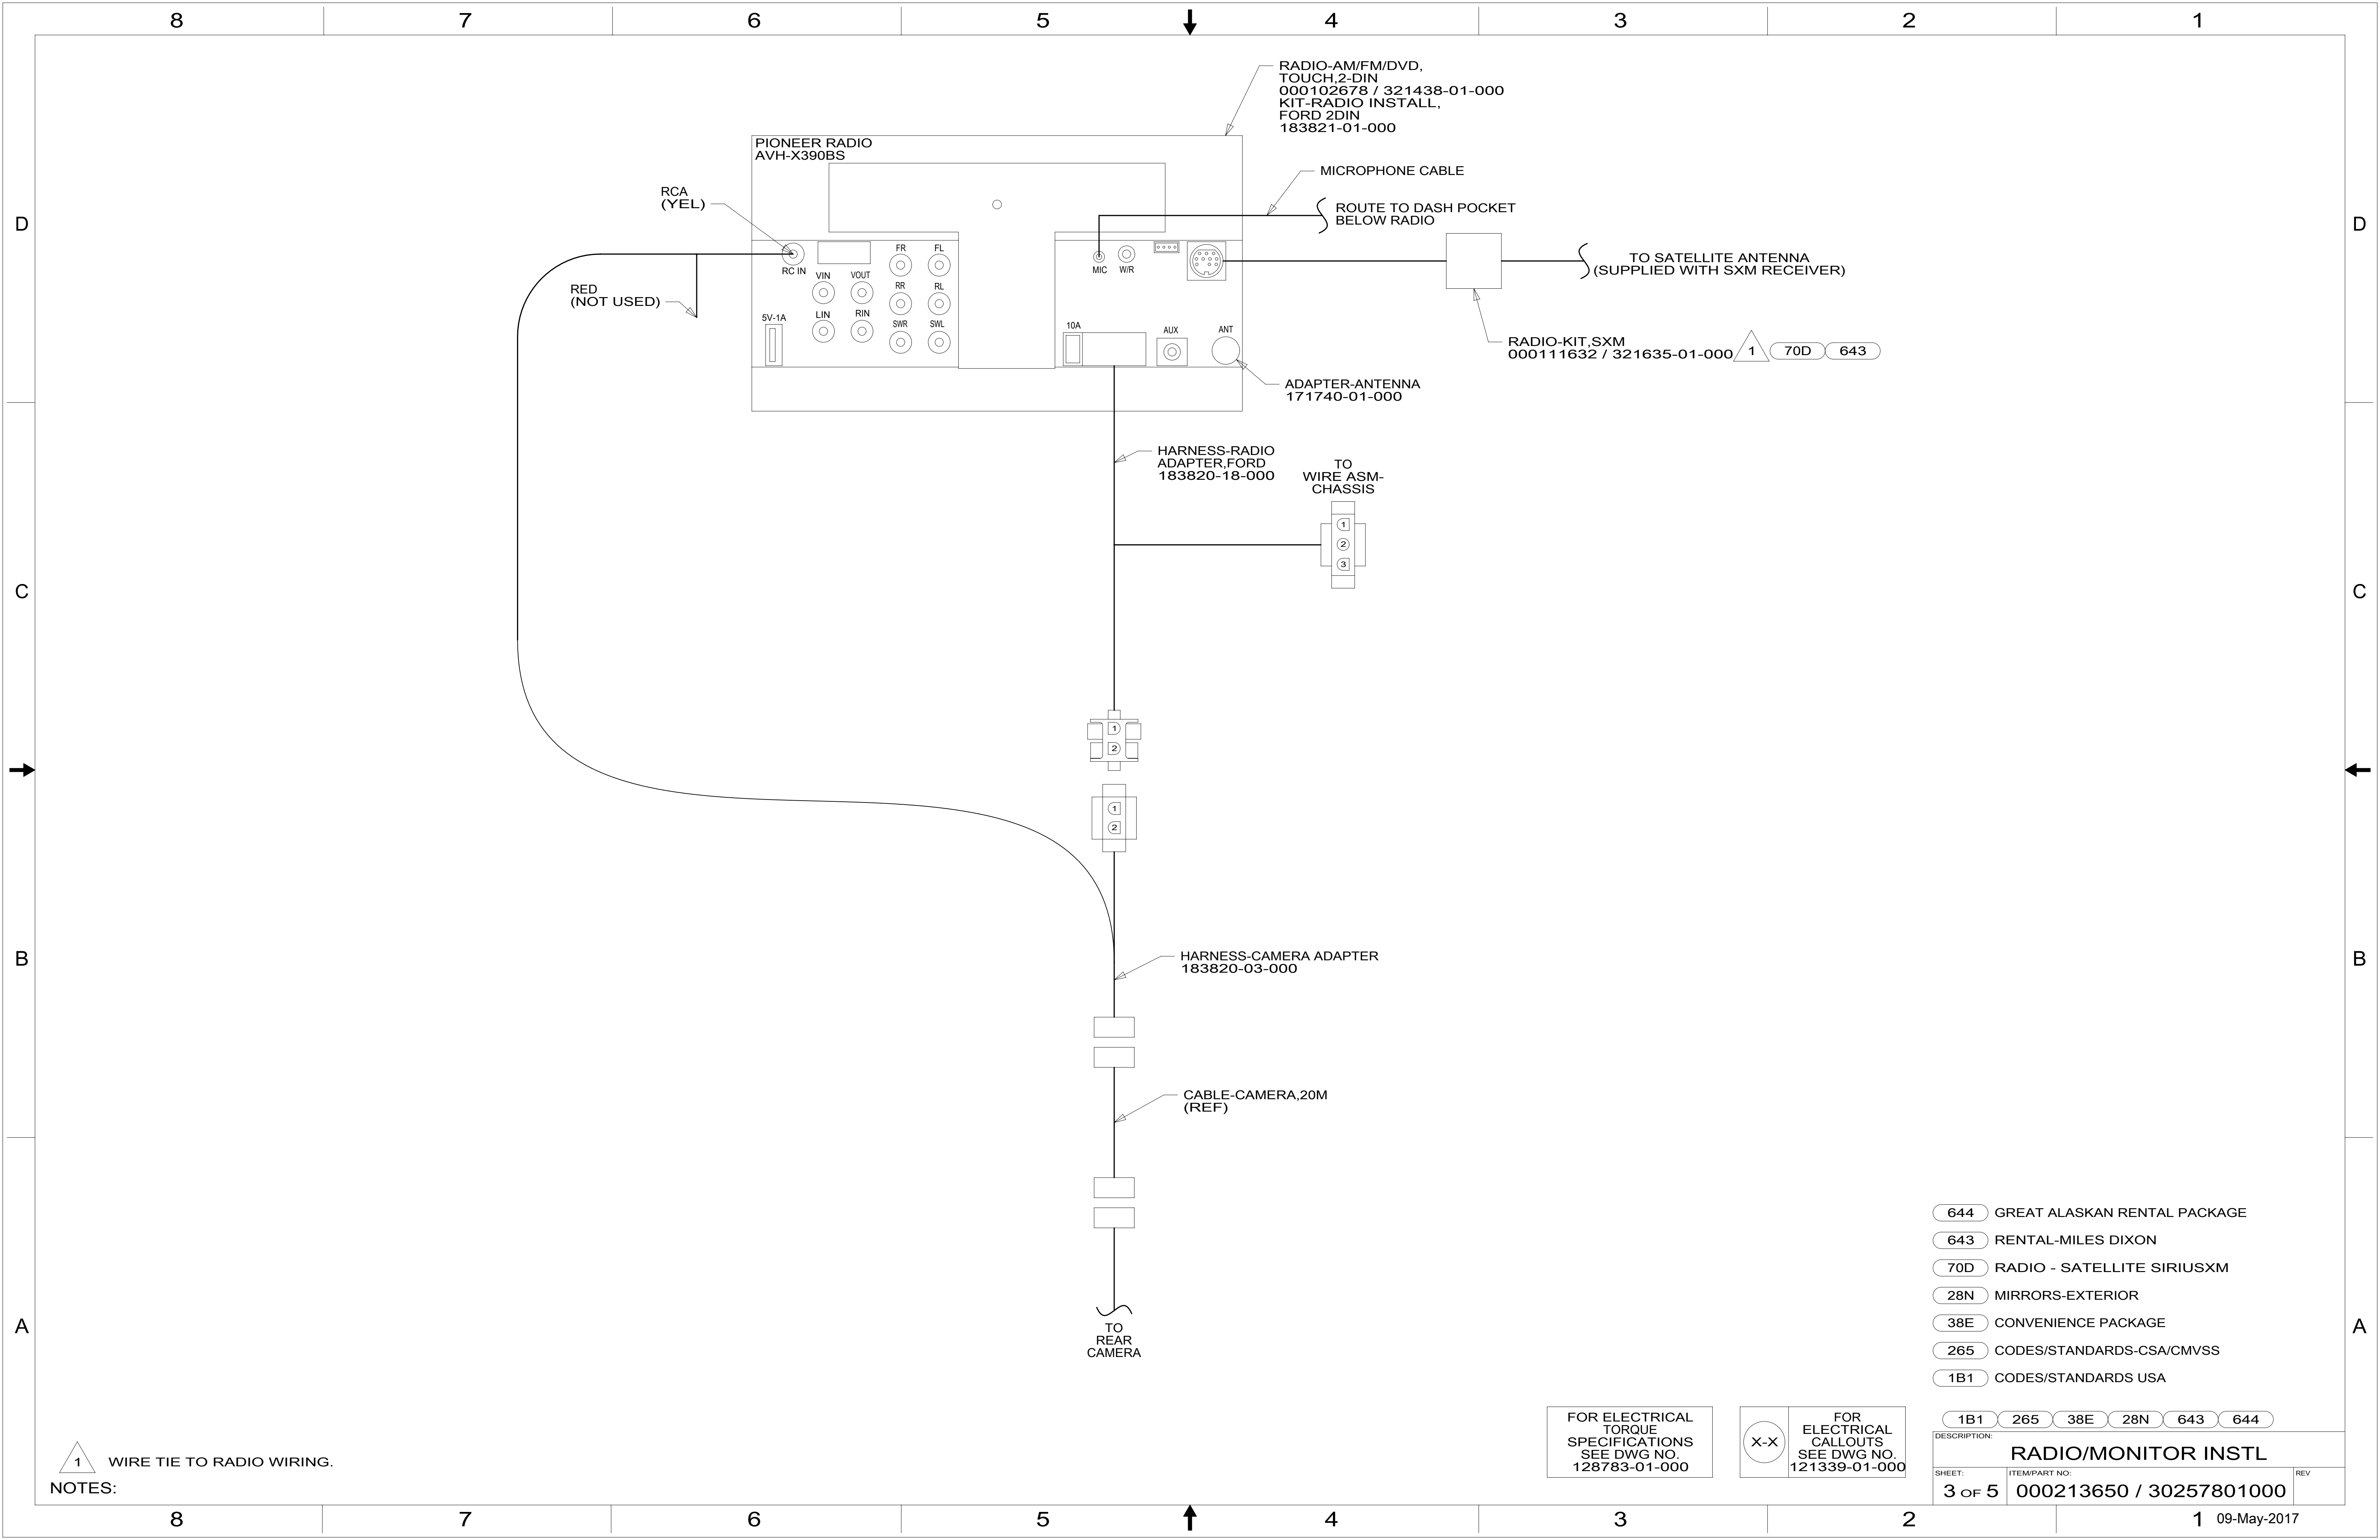 8 7 6 5 4 3 2 1
D D
C C
B B
A A
RADIO-AM/FM/DVD,
TOUCH,2-DIN
000102678 / 321438-01-000
KIT-RADIO INSTALL,
FORD 2DIN
183821-01-000
PIONEER RADIO
AVH-X390BS
MICROPHONE CABLE
RCA
(YEL)
ROUTE TO DASH POCKET
BELOW RADIO
RC IN
VIN
VOUT
FR
FL
RR
RL
LIN
RIN
SWR
SWL
5V-1A
MIC
W/R
10A
AUX
ANT
RED
(NOT USED)
TO SATELLITE ANTENNA
(SUPPLIED WITH SXM RECEIVER)
RADIO-KIT,SXM
000111632 / 321635-01-000
1 70D 643
ADAPTER-ANTENNA
171740-01-000
HARNESS-RADIO
ADAPTER,FORD
183820-18-000
TO
WIRE ASM-
CHASSIS
1
2
3
1
2
1
2
HARNESS-CAMERA ADAPTER
183820-03-000
CABLE-CAMERA,20M
(REF)
TO
REAR
CAMERA
644 GREAT ALASKAN RENTAL PACKAGE
643 RENTAL-MILES DIXON
70D RADIO - SATELLITE SIRIUSXM
28N MIRRORS-EXTERIOR
38E CONVENIENCE PACKAGE
265 CODES/STANDARDS-CSA/CMVSS
1B1 CODES/STANDARDS USA
1 WIRE TIE TO RADIO WIRING.
NOTES:
FOR ELECTRICAL
TORQUE
SPECIFICATIONS
SEE DWG NO.
128783-01-000
X-X
FOR
ELECTRICAL
CALLOUTS
SEE DWG NO.
121339-01-000
1B1 265 38E 28N 643 644
DESCRIPTION:
RADIO/MONITOR INSTL
SHEET:
3 OF 5
ITEM/PART NO:
000213650 / 30257801000
REV
8 7 6 5 4 3 2 1
09-May-2017